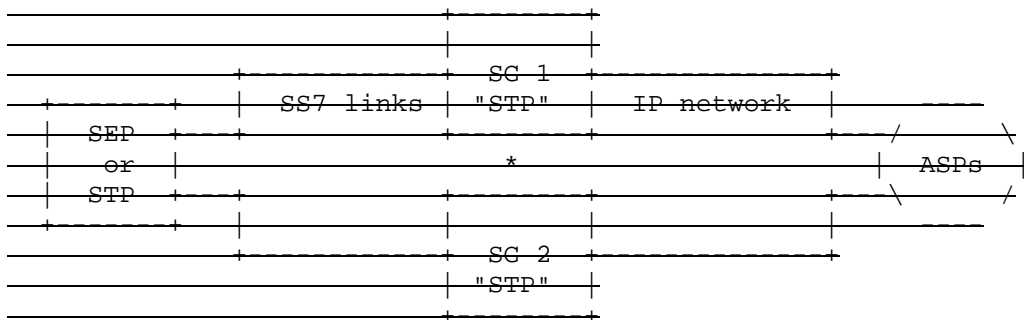 SG 1
SS7 links "STP" IP network
SEP
or * ASPs
STP
SG 2
"STP"